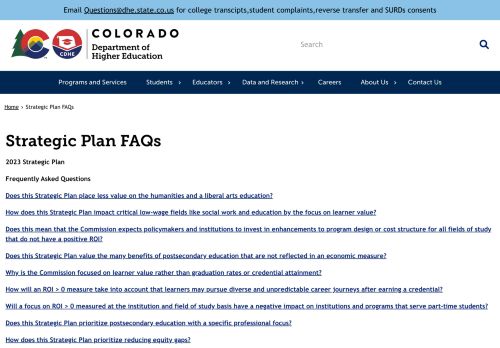 Email Questions@dhe.state.co.us for college transcipts,student complaints,reverse transfer and SURDs consents
COLORADO
Department of
Higher Education
CDHE
Search
Programs and Services Students › Educators › Data and Research › Careers About Us › Contact Us
Home › Strategic Plan FAQs
Strategic Plan FAQs
2023 Strategic Plan
Frequently Asked Questions
Does this Strategic Plan place less value on the humanities and a liberal arts education?
How does this Strategic Plan impact critical low-wage fields like social work and education by the focus on learner value?
Does this mean that the Commission expects policymakers and institutions to invest in enhancements to program design or cost structure for all fields of study
that do not have a positive ROI?
Does this Strategic Plan value the many benefits of postsecondary education that are not reflected in an economic measure?
Why is the Commission focused on learner value rather than graduation rates or credential attainment?
How will an ROI > 0 measure take into account that learners may pursue diverse and unpredictable career journeys after earning a credential?
Will a focus on ROI > 0 measured at the institution and field of study basis have a negative impact on institutions and programs that serve part-time students?
Does this Strategic Plan prioritize postsecondary education with a specific professional focus?
How does this Strategic Plan prioritize reducing equity gaps?